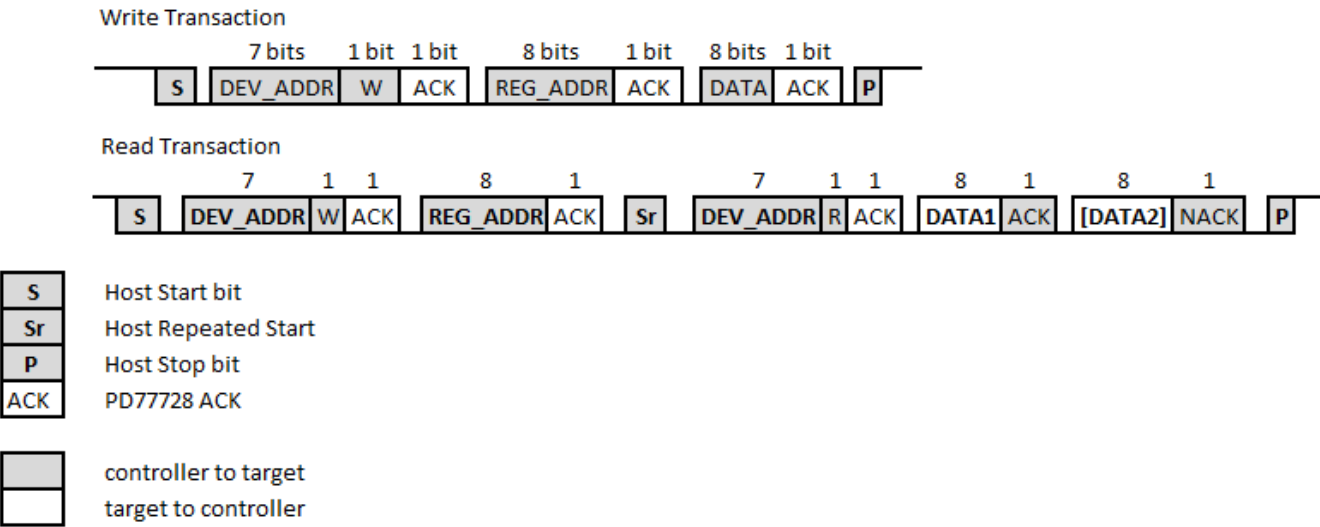 Write Transaction
7 bits 1 bit 1 bit 8 bits 1 bit 8 bits 1 bit
S DEV_ADDR W ACK REG_ADDR ACK DATA ACK P
Read Transaction
7 1 1 8 1 7 1 1 8 1 8 1
S DEV_ADDR W ACK REG_ADDR ACK Sr DEV_ADDR R ACK DATA1 ACK [DATA2] NACK P
S Host Start bit
Sr Host Repeated Start
P Host Stop bit
ACK PD77728 ACK
controller to target
target to controller